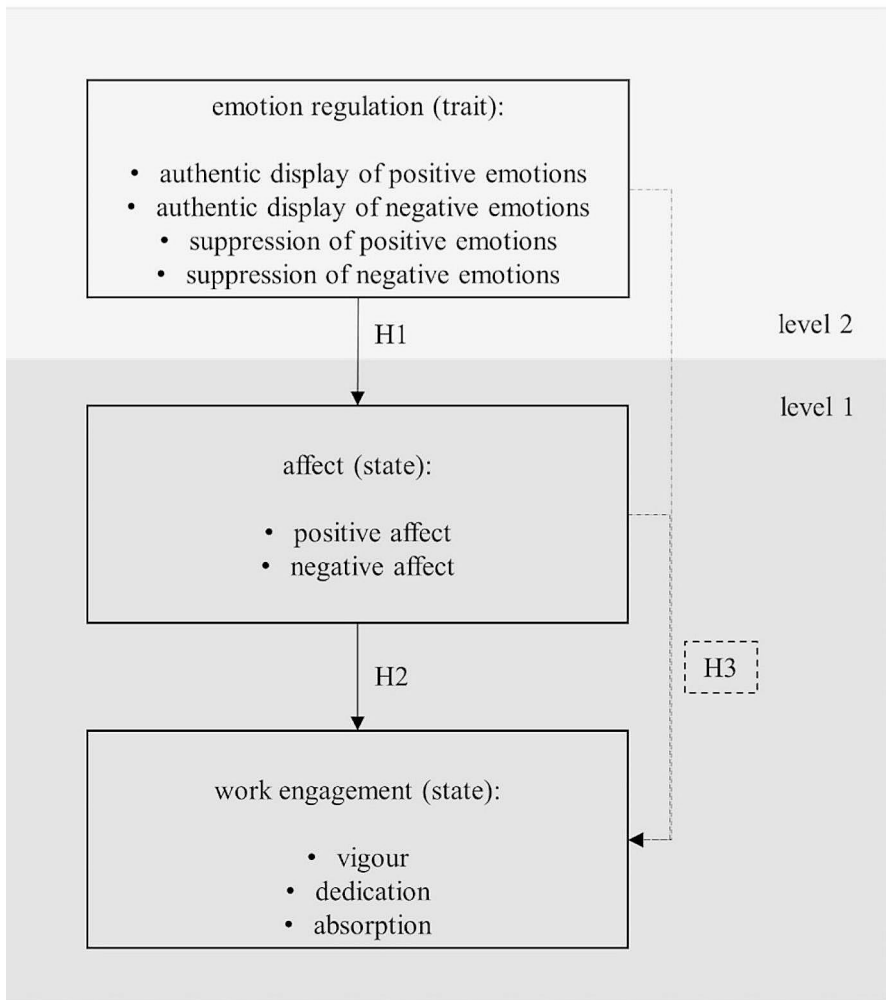 emotion regulation (trait):
• authentic display of positive emotions
• authentic display of negative emotions
• suppression of positive emotions
• suppression of negative emotions
H1
level 2
level 1
affect (state):
• positive affect
• negative affect
H2
H3
work engagement (state):
• vigour
• dedication
• absorption